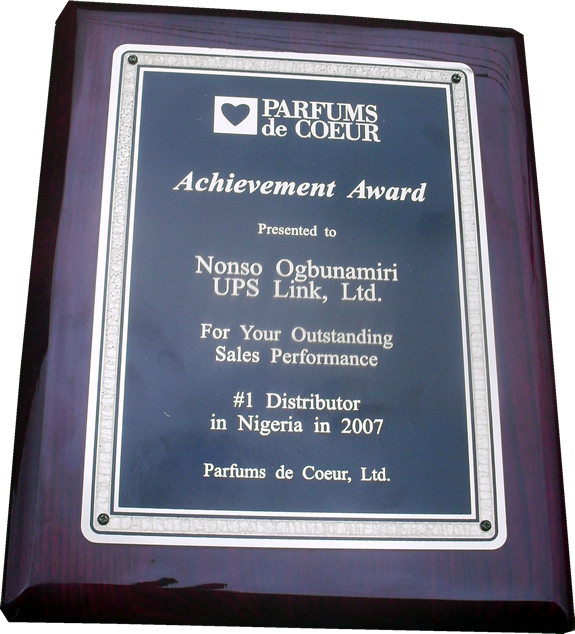 PARFUMS
de COEUR
Achievement Award
Presented to
Nonso Ogbunamiri
UPS Link, Ltd.
For Your Outstanding
Sales Performance
#1 Distributor
in Nigeria in 2007
Parfums de Coeur, Ltd.